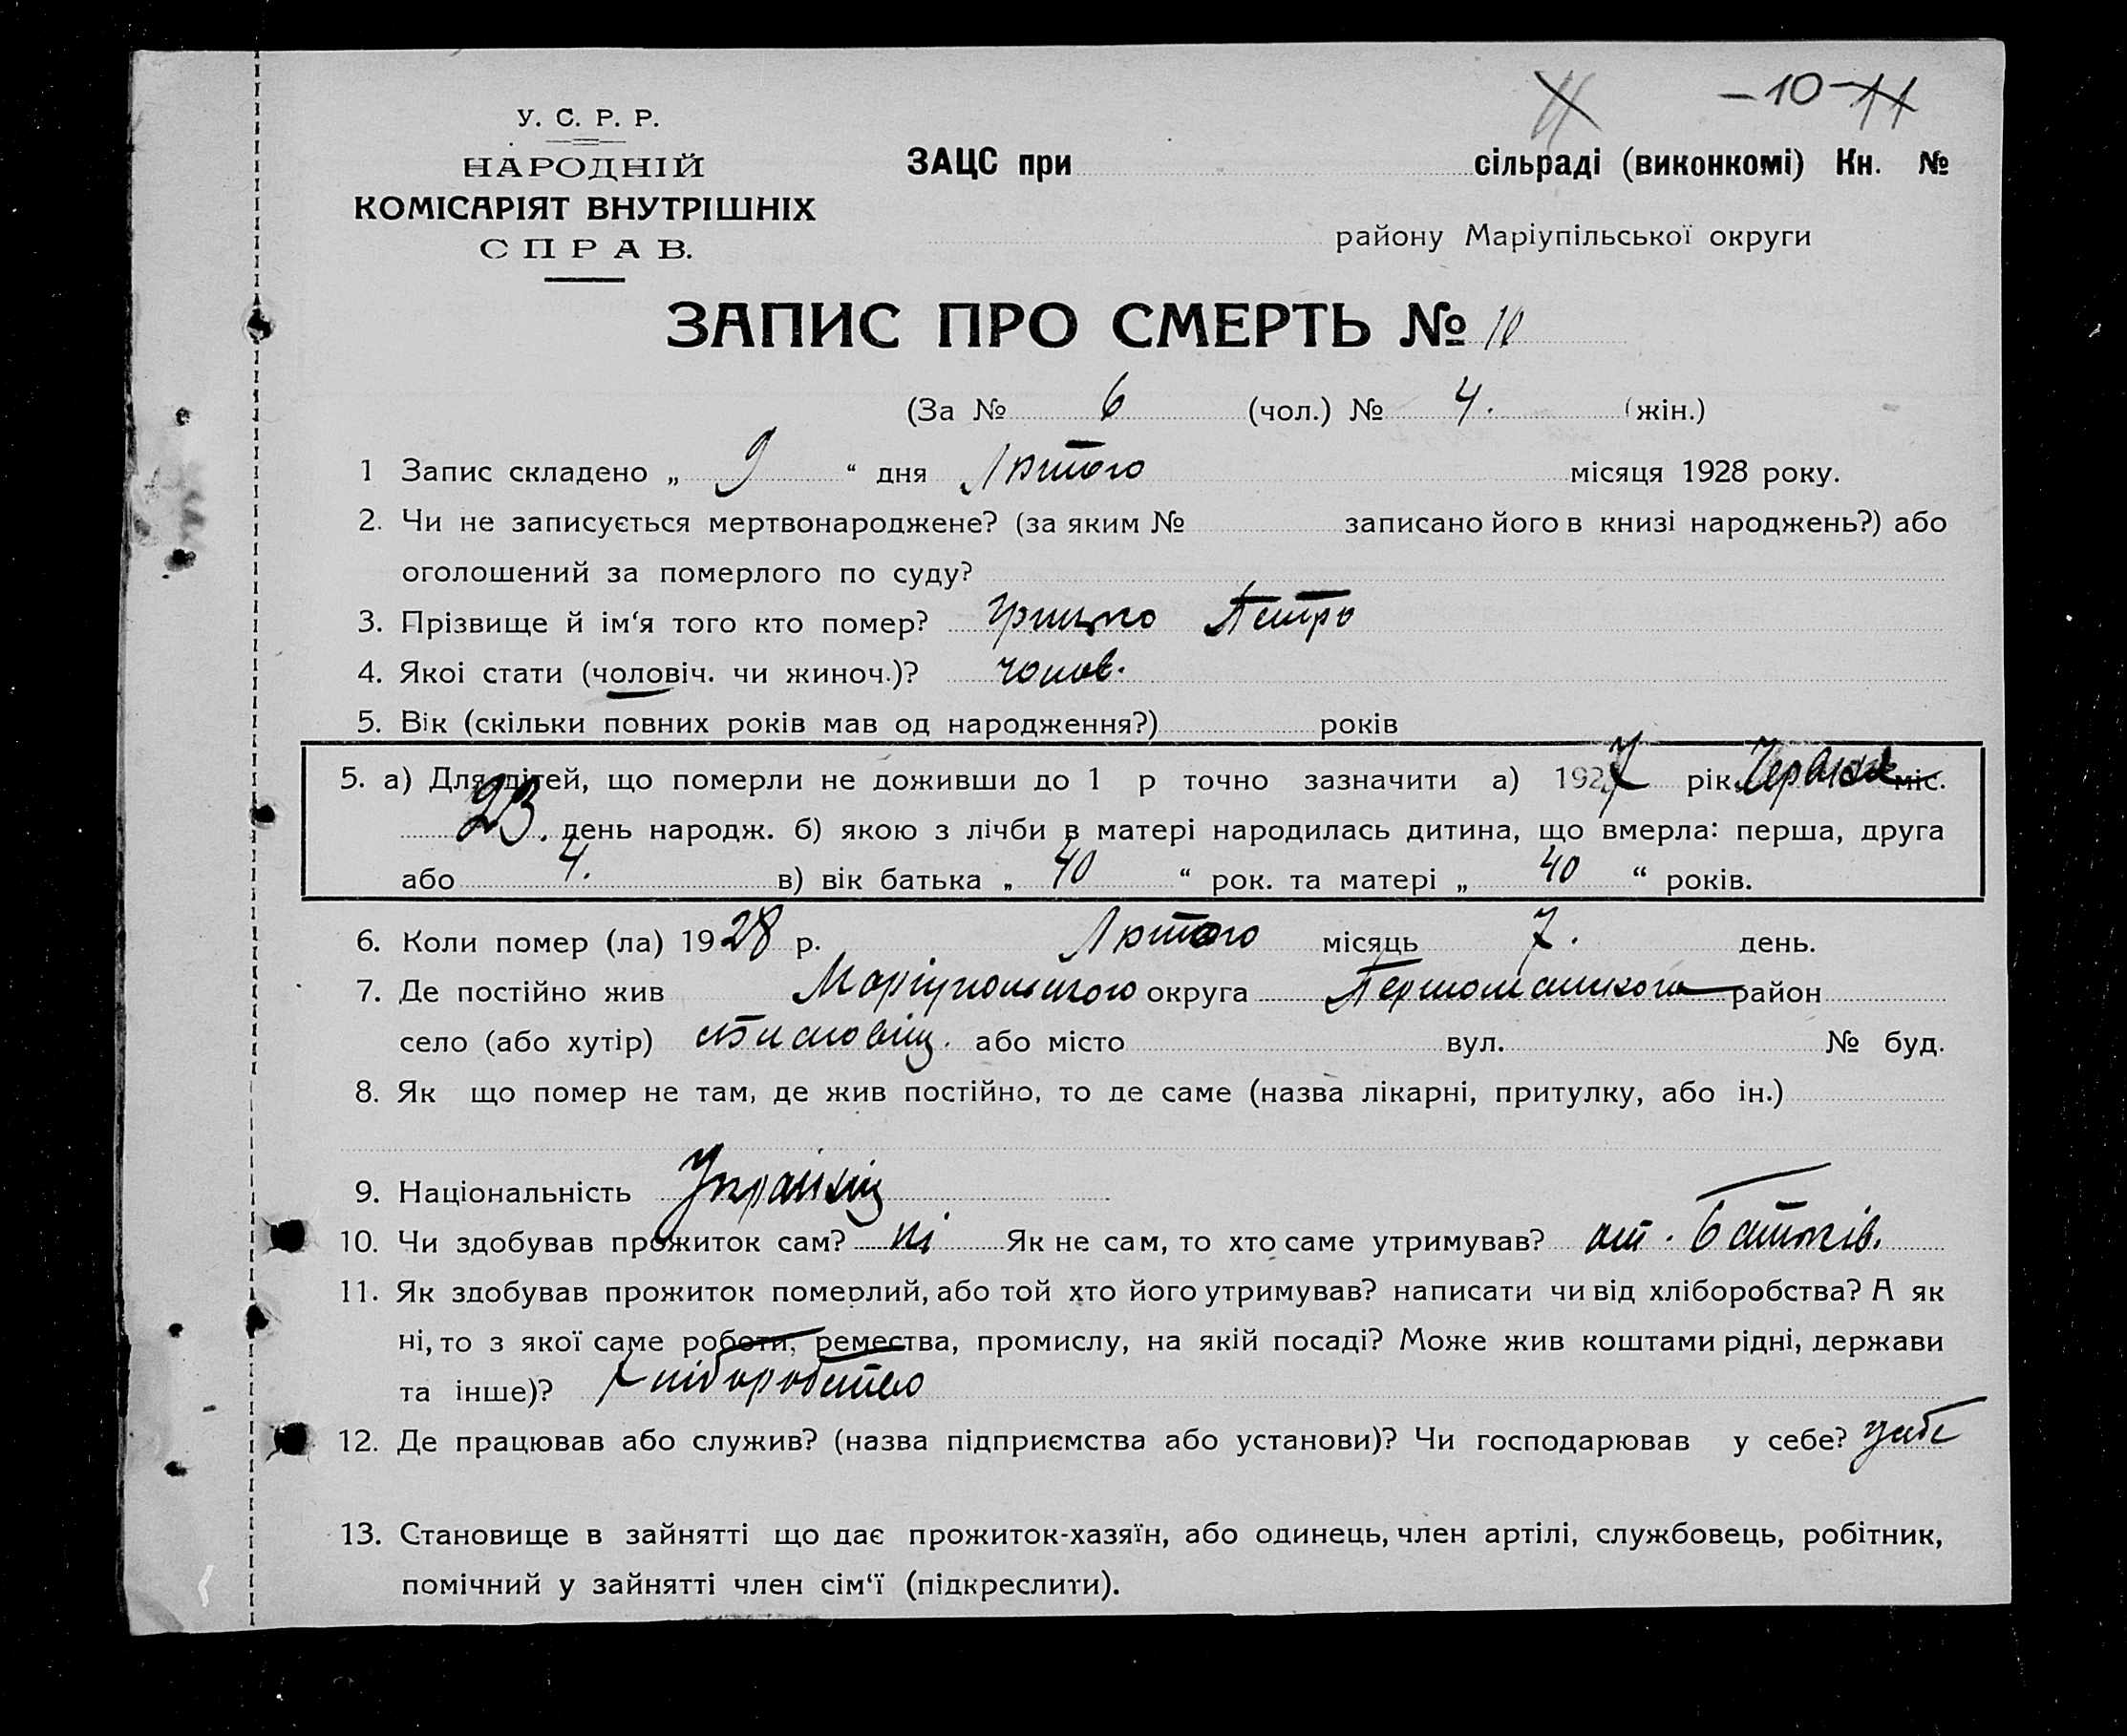 - 10 - 11
У. С. Р. Р.
НАРОДНІЙ
КОМІСАРІЯТ ВНУТРІШНІХ
СПРАВ.
ЗАЦС при сільраді (виконкомі) Кн. №
району Маріупільської округи
ЗАПИС ПРО СМЕРТЬ № 10
(За № 6 (чол.) № 4. (жін.)
1 Запис складено „ 9 “ дня Лютого місяця 1928 року.
2. Чи не записується мертвонароджене? (за яким № записано його в книзі народжень?) або
оголошений за померлого по суду?
3. Прізвище й ім‘я того кто помер? Грицко Петро
4. Якоі стати (чоловіч. чи жиноч.)? чолов.
5. Вік (скільки повних років мав од народження?) років
5. а) Для дітей, що померли не доживши до 1 р точно зазначити а) 1927 рік Червня міс.
23. день народж. б) якою з лічби в матері народилась дитина, що вмерла: перша, друга
або 4. в) вік батька „ 40 “ рок. та матері „ 40 “ років.
6. Коли помер (ла) 1928 р. Лютого місяць 7. день.
7. Де постійно жив Маріупольского округа район
село (або хутір) або місто вул. № буд.
8. Як що помер не там, де жив постійно, то де саме (назва лікарні, притулку, або ін.)
9. Національність Українец
10. Чи здобував прожиток сам? ні Як не сам, то хто саме утримував? от. батьків.
11. Як здобував прожиток померлий, або той хто його утримував? написати чи від хліборобства? А як
ні, то з якої саме роботи, ремества, промислу, на якій посаді? Може жив коштами рідні, держави
та інше)? Хліборобство
12. Де працював або служив? (назва підприємства або установи)? Чи господарював у себе? у себе
13. Становище в зайнятті що дає прожиток-хазяїн, або одинець, член артілі, службовець, робітник,
помічний у зайнятті член сім‘ї (підкреслити).